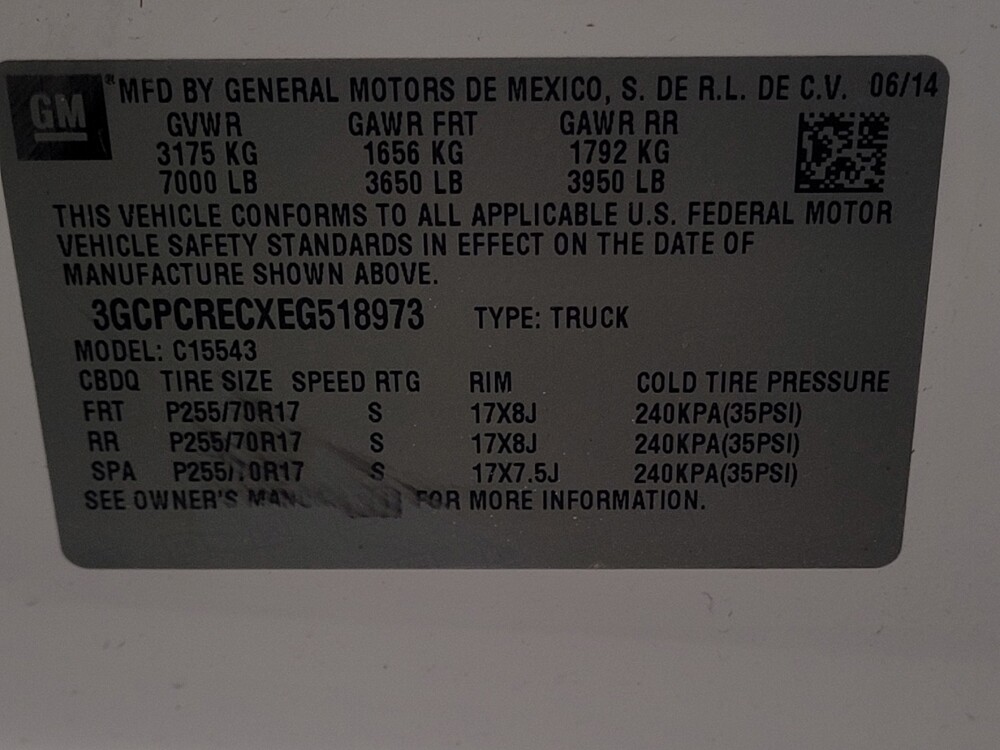 GM
® MFD BY GENERAL MOTORS DE MEXICO, S. DE R.L. DE C.V. 06/14
GVWR GAWR FRT GAWR RR
3175 KG 1656 KG 1792 KG
7000 LB 3650 LB 3950 LB
THIS VEHICLE CONFORMS TO ALL APPLICABLE U.S. FEDERAL MOTOR
VEHICLE SAFETY STANDARDS IN EFFECT ON THE DATE OF
MANUFACTURE SHOWN ABOVE.
3GCPCRECXEG518973 TYPE: TRUCK
MODEL: C15543
CBDQ TIRE SIZE SPEED RTG RIM COLD TIRE PRESSURE
FRT P255/70R17 S 17X8J 240KPA(35PSI)
RR P255/70R17 S 17X8J 240KPA(35PSI)
SPA P255/70R17 S 17X7.5J 240KPA(35PSI)
SEE OWNER'S FOR MORE INFORMATION.